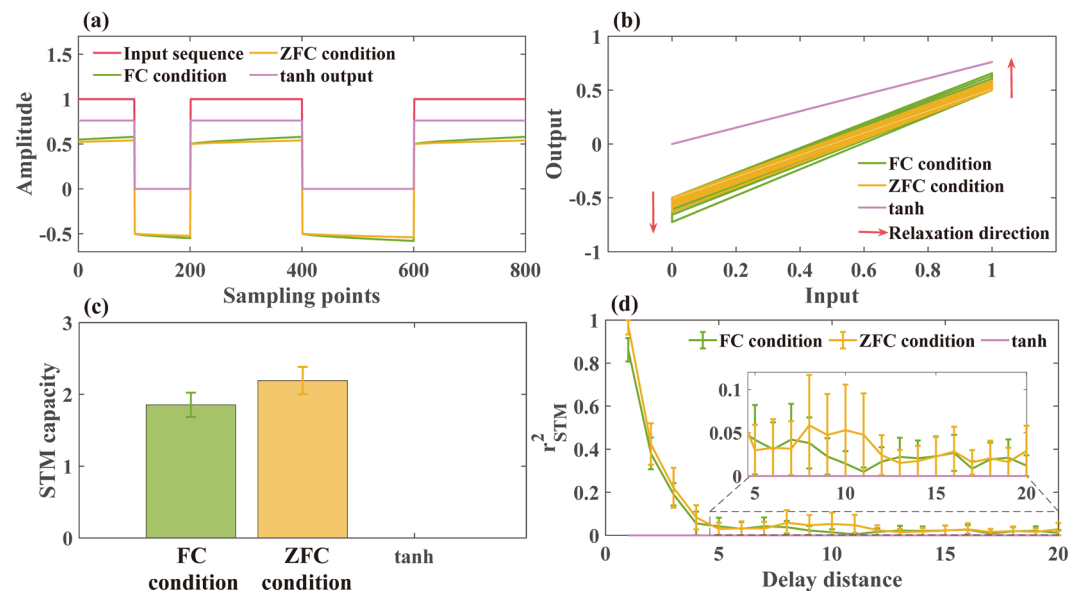 (a)
Input sequence
ZFC condition
FC condition
tanh output
1.5
1
0.5
0
-0.5
Amplitude
0 200 400 600 800
Sampling points
(b)
1
0.5
0
-0.5
-1
Output
FC condition
ZFC condition
tanh
Relaxation direction
0 0.2 0.4 0.6 0.8 1
Input
(c)
3
2
1
0
STM capacity
FC condition
ZFC condition
tanh
(d)
1
0.8
0.6
0.4
0.2
0
r²STM
FC condition
ZFC condition
tanh
0.1
0.05
0
5 10 15 20
0 5 10 15 20
Delay distance